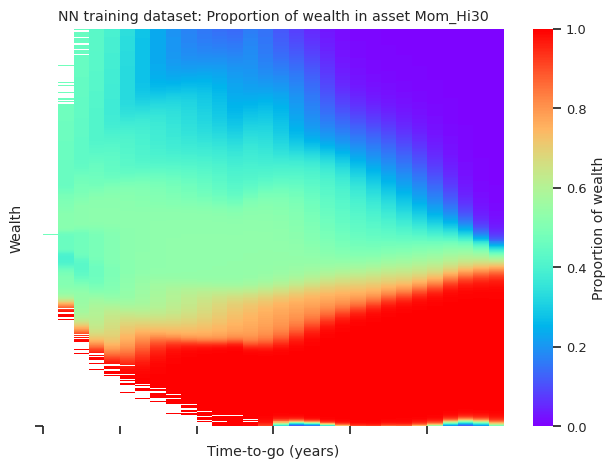 NN training dataset: Proportion of wealth in asset Mom_Hi30
Wealth
Time-to-go (years)
1.0
0.8
0.6
0.4
0.2
0.0
Proportion of wealth